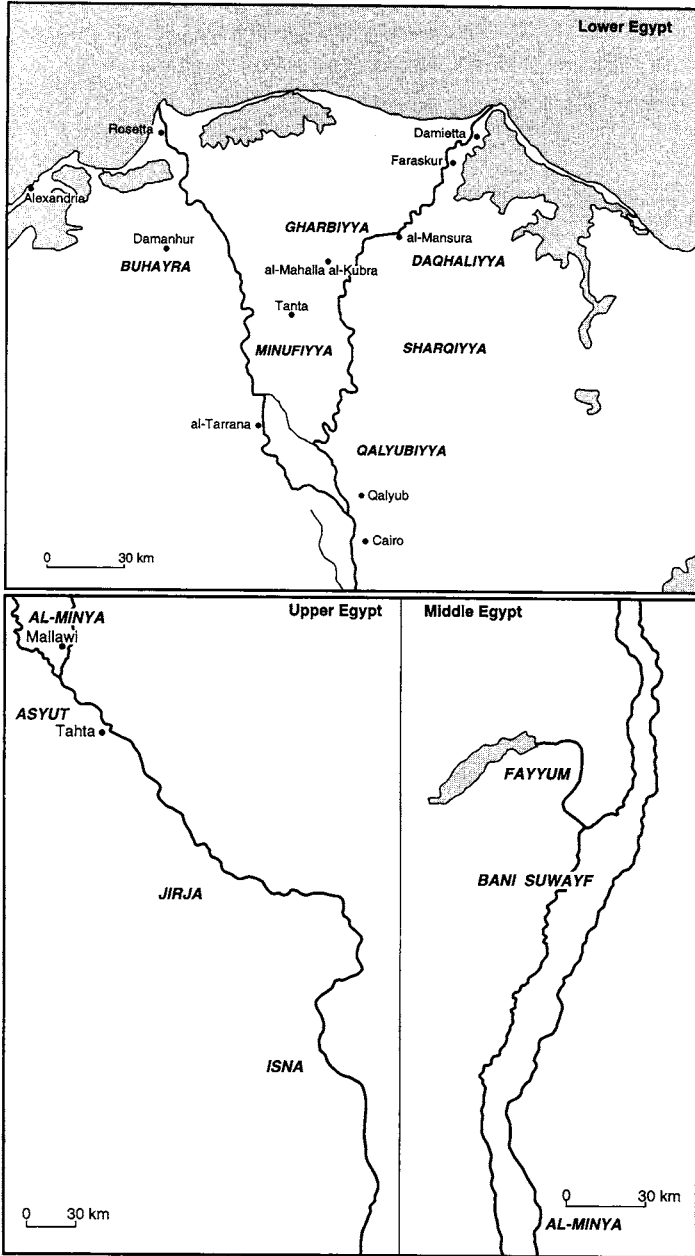 Lower Egypt
Rosetta
Damietta
Faraskur
Alexandria
GHARBIYYA
al-Mansura
Damanhur
BUHAYRA
al-Mahalla al-Kubra
DAQHALIYYA
Tanta
MINUFIYYA
SHARQIYYA
al-Tarrana
QALYUBIYYA
Qalyub
Cairo
0 30 km
Upper Egypt
AL-MINYA
Mallawi
ASYUT
Tahta
JIRJA
ISNA
0 30 km
Middle Egypt
FAYYUM
BANI SUWAYF
0 30 km
AL-MINYA